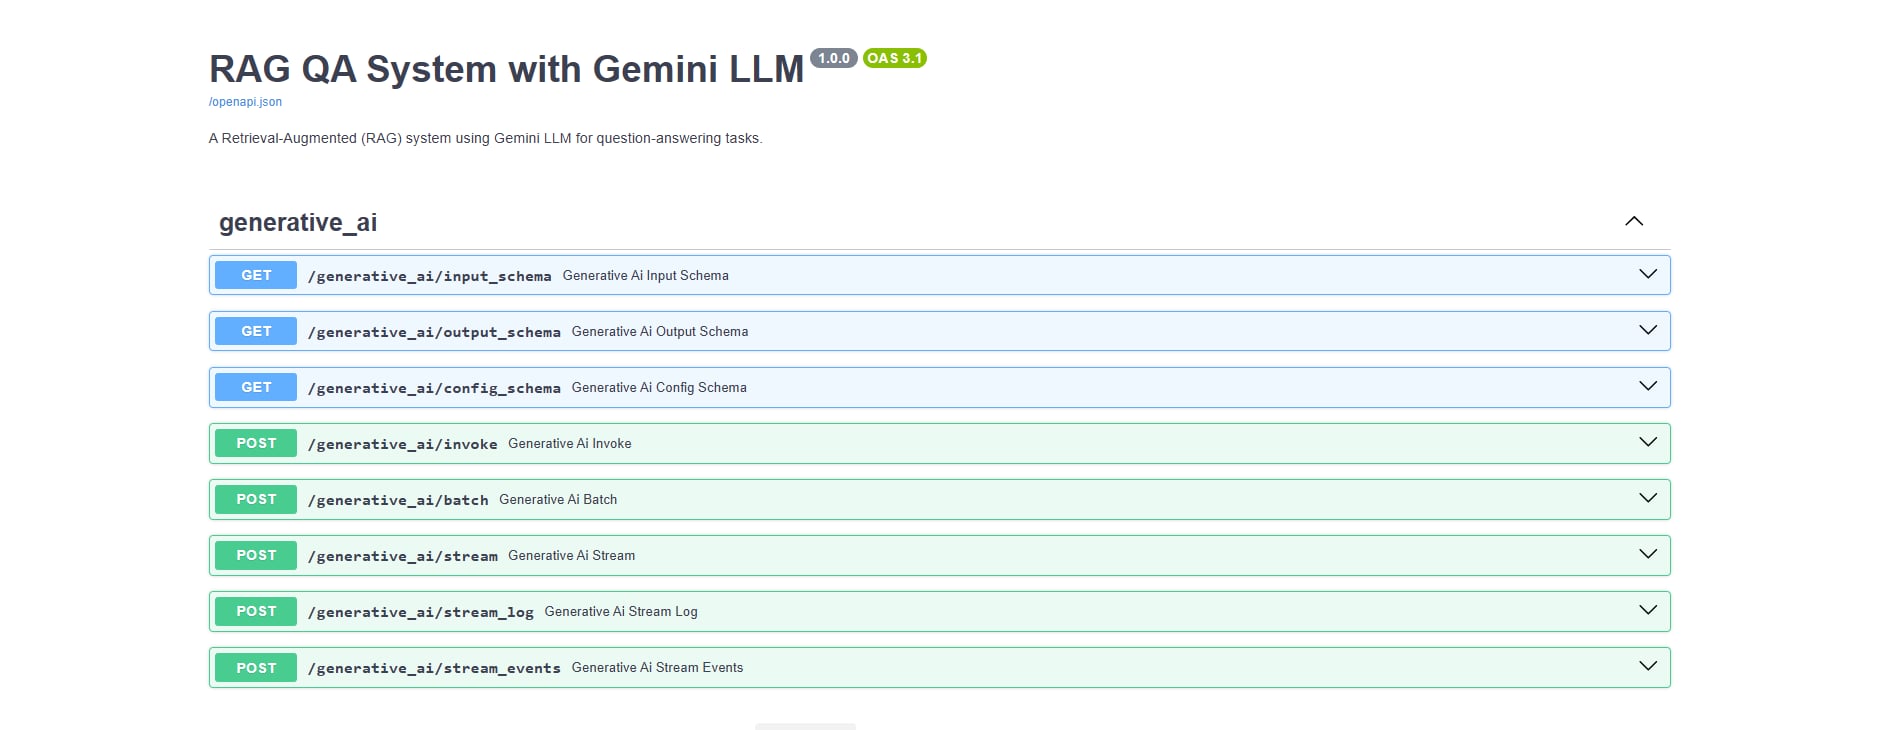 RAG QA System with Gemini LLM 1.0.0 OAS 3.1
/openapi.json
A Retrieval-Augmented (RAG) system using Gemini LLM for question-answering tasks.
generative_ai
GET /generative_ai/input_schema Generative Ai Input Schema
GET /generative_ai/output_schema Generative Ai Output Schema
GET /generative_ai/config_schema Generative Ai Config Schema
POST /generative_ai/invoke Generative Ai Invoke
POST /generative_ai/batch Generative Ai Batch
POST /generative_ai/stream Generative Ai Stream
POST /generative_ai/stream_log Generative Ai Stream Log
POST /generative_ai/stream_events Generative Ai Stream Events